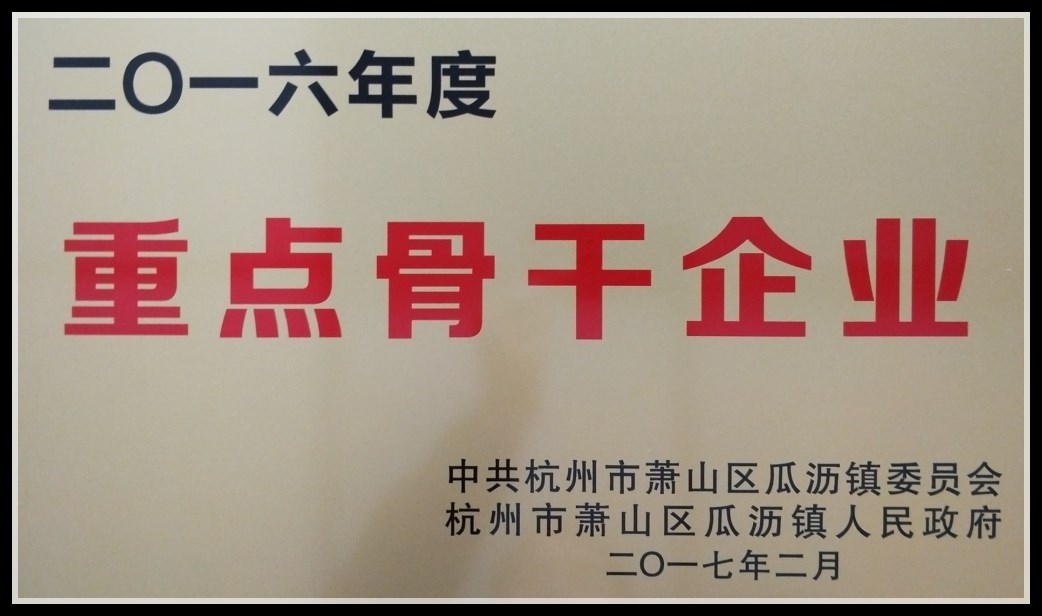 二〇一六年度
重点骨干企业
中共杭州市萧山区瓜沥镇委员会
杭州市萧山区瓜沥镇人民政府
二〇一七年二月